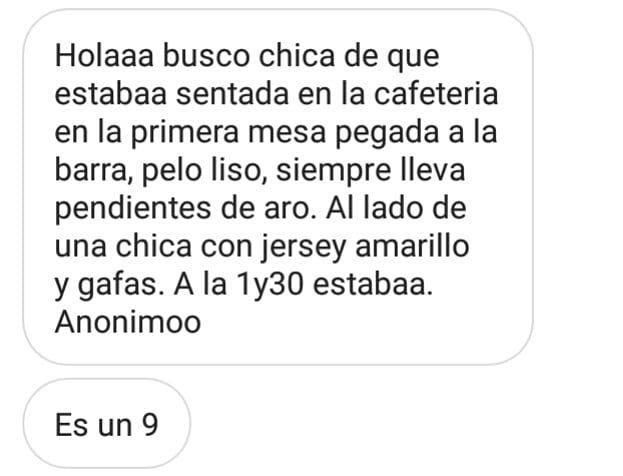 Holaaa busco chica de que
estabaa sentada en la cafeteria
en la primera mesa pegada a la
barra, pelo liso, siempre lleva
pendientes de aro. Al lado de
una chica con jersey amarillo
y gafas. A la 1y30 estabaa.
Anonimoo
Es un 9